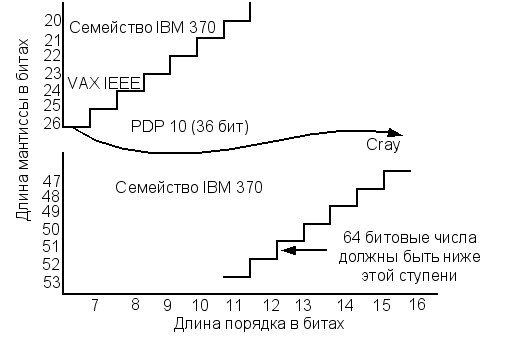 20
Семейство IBM 370
21
22
23
VAX IEEE
24
25
26
PDP 10 (36 бит)
Cray
Длина мантиссы в битах
47
Семейство IBM 370
48
49
50
64 битовые числа
51
должны быть ниже
52
этой ступени
53
7 8 9 10 11 12 13 14 15 16
Длина порядка в битах